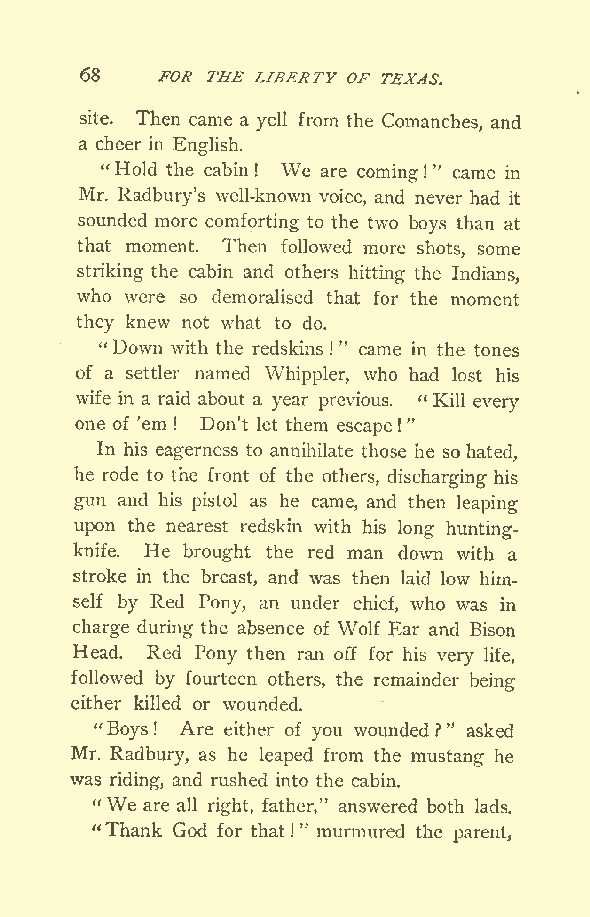 68 FOR THE LIBERTY OF TEXAS.
site. Then came a yell from the Comanches, and
a cheer in English.
"Hold the cabin! We are coming!" came in
Mr. Radbury's well-known voice, and never had it
sounded more comforting to the two boys than at
that moment. Then followed more shots, some
striking the cabin and others hitting the Indians,
who were so demoralised that for the moment
they knew not what to do.
"Down with the redskins!" came in the tones
of a settler named Whippler, who had lost his
wife in a raid about a year previous. "Kill every
one of 'em! Don't let them escape!"
In his eagerness to annihilate those he so hated,
he rode to the front of the others, discharging his
gun and his pistol as he came, and then leaping
upon the nearest redskin with his long hunting-
knife. He brought the red man down with a
stroke in the breast, and was then laid low him-
self by Red Pony, an under chief, who was in
charge during the absence of Wolf Ear and Bison
Head. Red Pony then ran off for his very life,
followed by fourteen others, the remainder being
either killed or wounded.
"Boys! Are either of you wounded?" asked
Mr. Radbury, as he leaped from the mustang he
was riding, and rushed into the cabin.
"We are all right, father," answered both lads.
"Thank God for that!" murmured the parent,